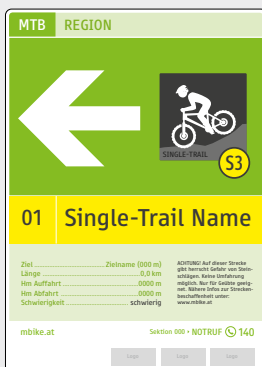 MTB REGION
SINGLE-TRAIL
S3
01 Single-Trail Name
Ziel ........ Zielname (000 m)
Länge ........ 0,0 km
Hm Auffahrt ........ 0000 m
Hm Abfahrt ........ 0000 m
Schwierigkeit ........ schwierig
ACHTUNG! Auf dieser Strecke
gibt herrscht Gefahr von Stein-
schlägen. Keine Umfahrung
möglich. Nur für Geübte geeig-
net. Nähere Infos zur Strecken-
beschaffenheit unter:
www.mbike.at
mbike.at
Sektion 000 • NOTRUF 140
Logo Logo Logo